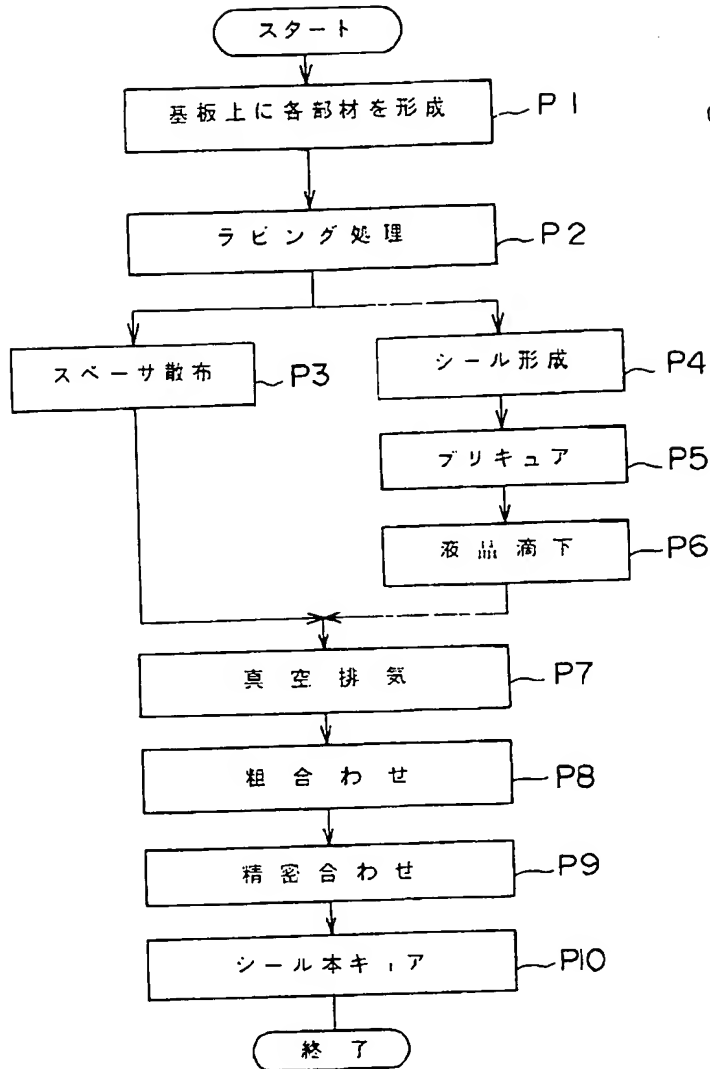 スタート
基板上に各部材を形成
P1
ラビング処理
P2
スペーサ散布
P3
シール形成
P4
プリキュア
P5
液晶滴下
P6
真空排気
P7
粗合わせ
P8
精密合わせ
P9
シール本キュア
P10
終了